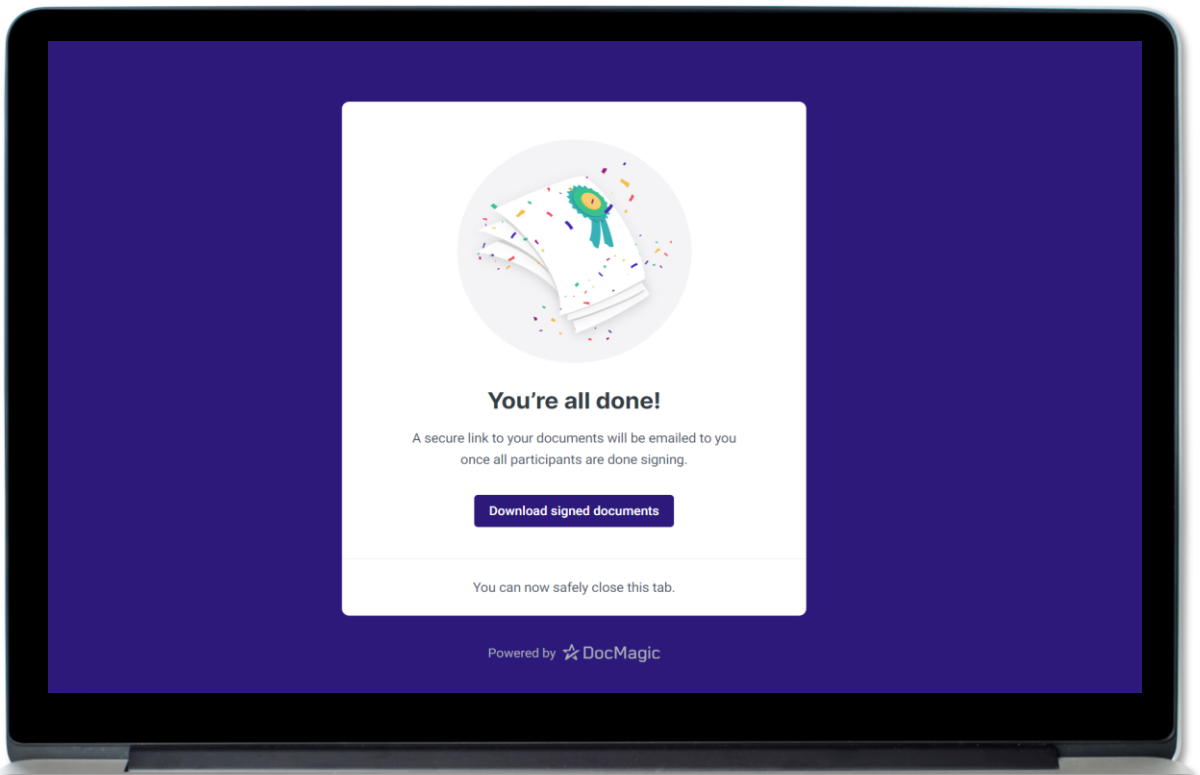 You’re all done!
A secure link to your documents will be emailed to you
once all participants are done signing.
Download signed documents
You can now safely close this tab.
Powered by DocMagic